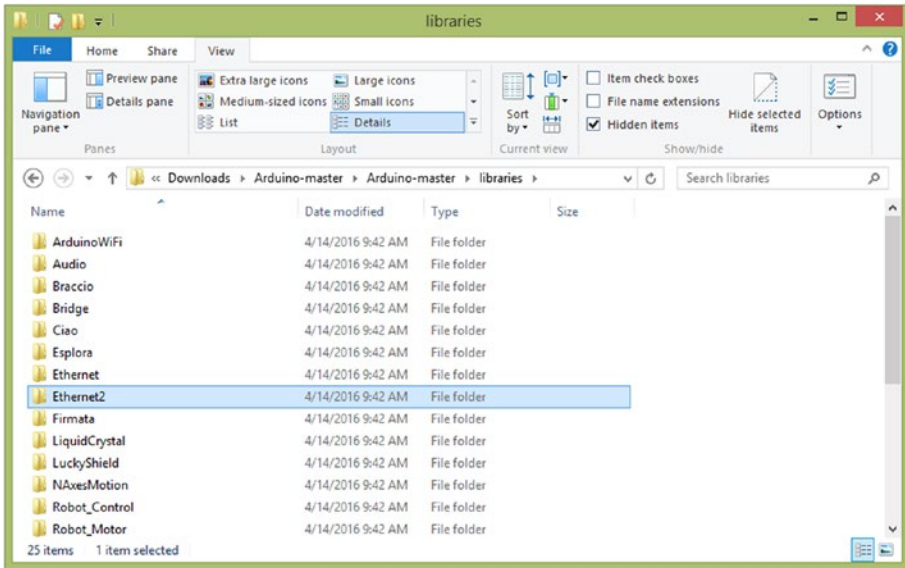 libraries
File Home Share View
Navigation pane
Preview pane
Details pane
Panes
Extra large icons Large icons
Medium-sized icons Small icons
List Details
Layout
Sort by
Current view
Item check boxes
File name extensions
Hidden items
Hide selected items
Show/hide
Options
« Downloads Arduino-master Arduino-master libraries
Search libraries
Name Date modified Type Size
ArduinoWiFi 4/14/2016 9:42 AM File folder
Audio 4/14/2016 9:42 AM File folder
Braccio 4/14/2016 9:42 AM File folder
Bridge 4/14/2016 9:42 AM File folder
Ciao 4/14/2016 9:42 AM File folder
Esplora 4/14/2016 9:42 AM File folder
Ethernet 4/14/2016 9:42 AM File folder
Ethernet2 4/14/2016 9:42 AM File folder
Firmata 4/14/2016 9:42 AM File folder
LiquidCrystal 4/14/2016 9:42 AM File folder
LuckyShield 4/14/2016 9:42 AM File folder
NAxesMotion 4/14/2016 9:42 AM File folder
Robot_Control 4/14/2016 9:42 AM File folder
Robot_Motor 4/14/2016 9:42 AM File folder
25 items 1 item selected